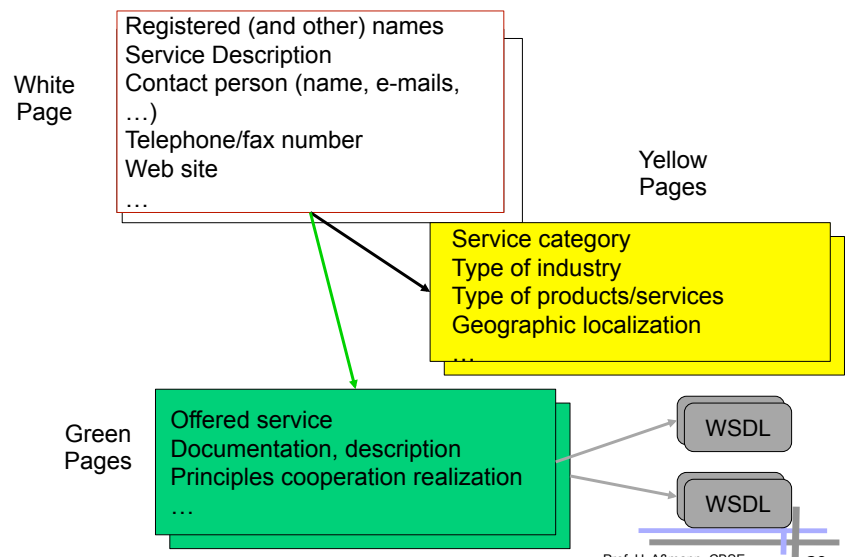 White
Page
Registered (and other) names
Service Description
Contact person (name, e-mails,
…)
Telephone/fax number
Web site
…
Yellow
Pages
Service category
Type of industry
Type of products/services
Geographic localization
…
Green
Pages
Offered service
Documentation, description
Principles cooperation realization
…
WSDL
WSDL